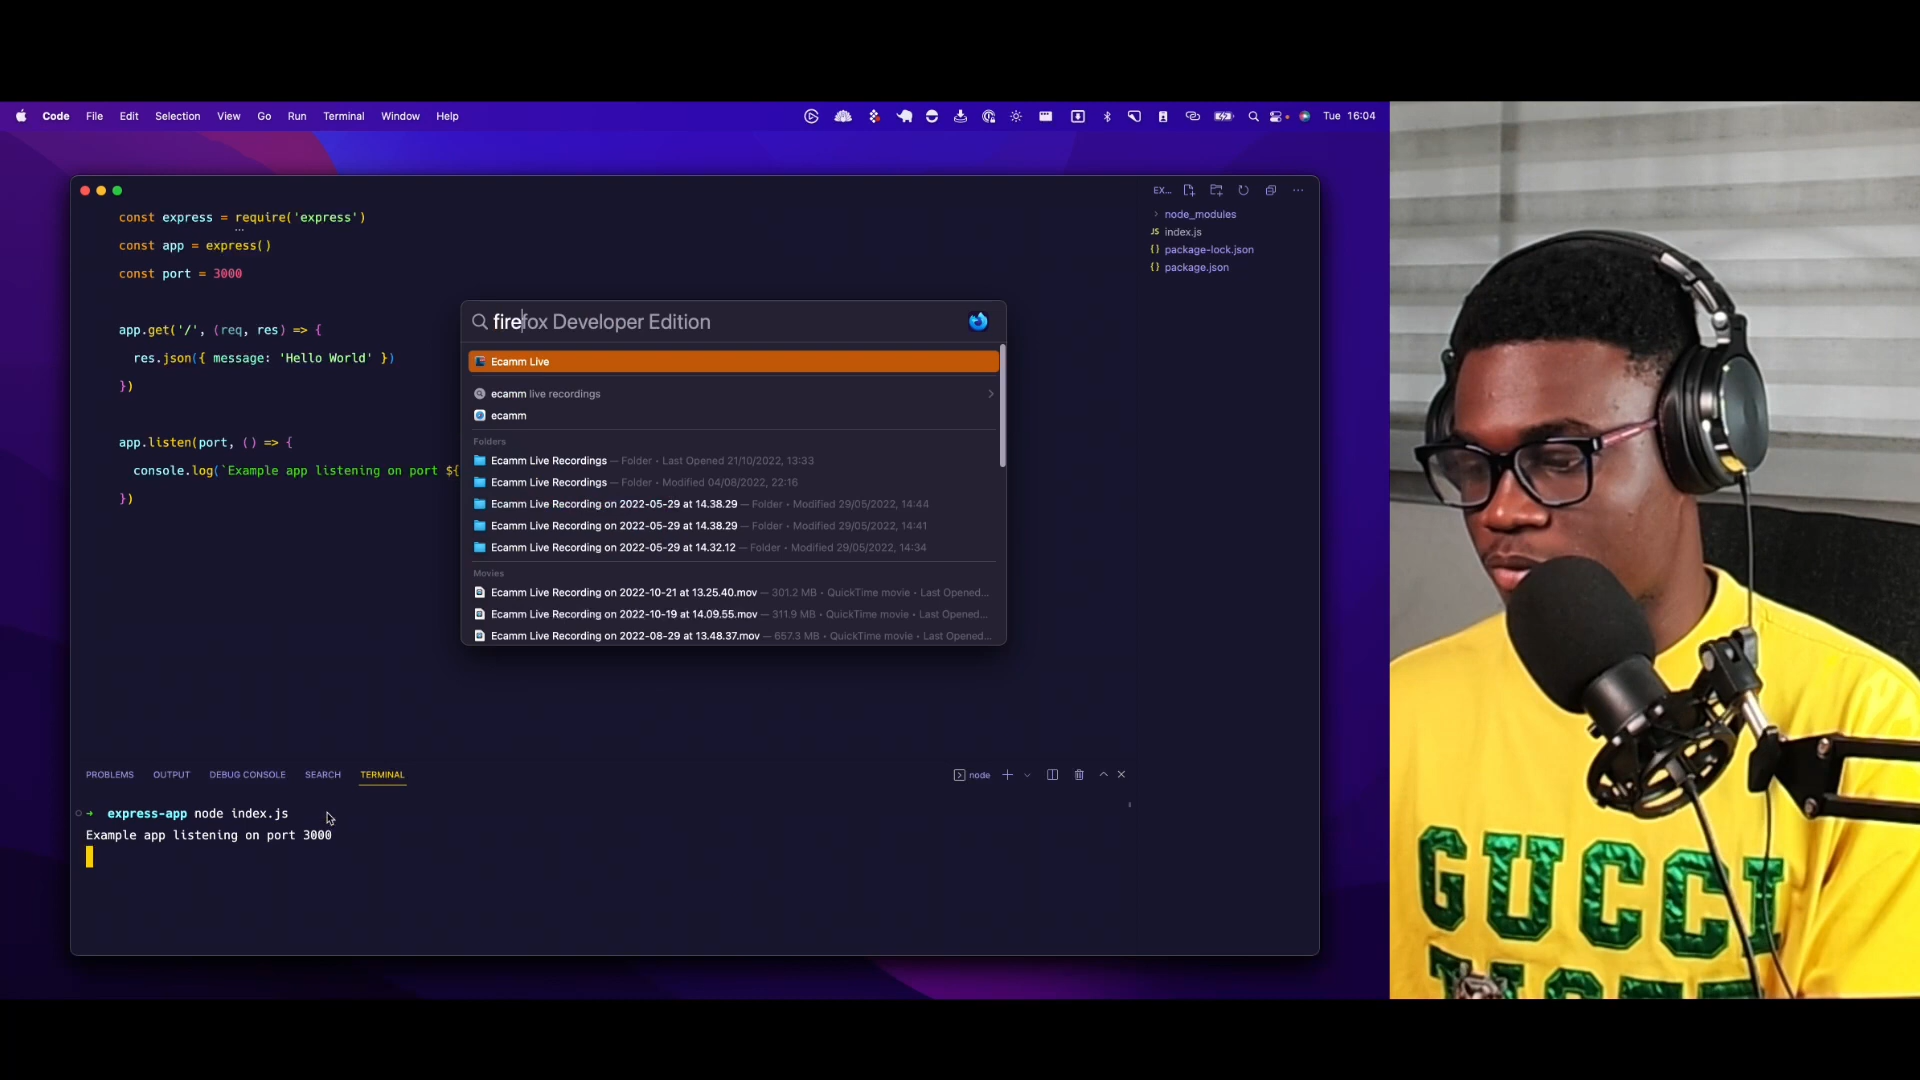 Code File Edit Selection View Go Run Terminal Window Help Tue 16:04
EX...
const express = require('express')
const app = express()
const port = 3000
app.get('/', (req, res) => {
res.json({ message: 'Hello World' })
})
app.listen(port, () => {
console.log(`Example app listening on port ${
})
node_modules
JS index.js
{} package-lock.json
{} package.json
firefox Developer Edition
Ecamm Live
ecamm live recordings
ecamm
Folders
Ecamm Live Recordings — Folder • Last Opened 21/10/2022, 13:33
Ecamm Live Recordings — Folder • Modified 04/08/2022, 22:16
Ecamm Live Recording on 2022-05-29 at 14.38.29 — Folder • Modified 29/05/2022, 14:44
Ecamm Live Recording on 2022-05-29 at 14.38.29 — Folder • Modified 29/05/2022, 14:41
Ecamm Live Recording on 2022-05-29 at 14.32.12 — Folder • Modified 29/05/2022, 14:34
Movies
Ecamm Live Recording on 2022-10-21 at 13.25.40.mov — 301.2 MB • QuickTime movie • Last Opened...
Ecamm Live Recording on 2022-10-19 at 14.09.55.mov — 311.9 MB • QuickTime movie • Last Opened...
Ecamm Live Recording on 2022-08-29 at 13.48.37.mov — 657.3 MB • QuickTime movie • Last Opened...
PROBLEMS OUTPUT DEBUG CONSOLE SEARCH TERMINAL node
→ express-app node index.js
Example app listening on port 3000
GUCCI